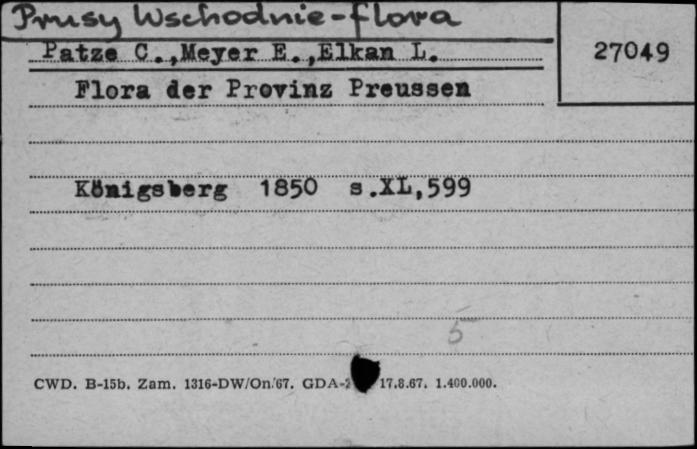 Prusy Wschodnie-flora
Patze C.,Meyer E.,Elkan L.
27049
Flora der Provinz Preussen
Königsberg 1850 s.XL,599
5
CWD. B-15b. Zam. 1316-DW/On.'67. GDA- 17.8.67. 1.400.000.